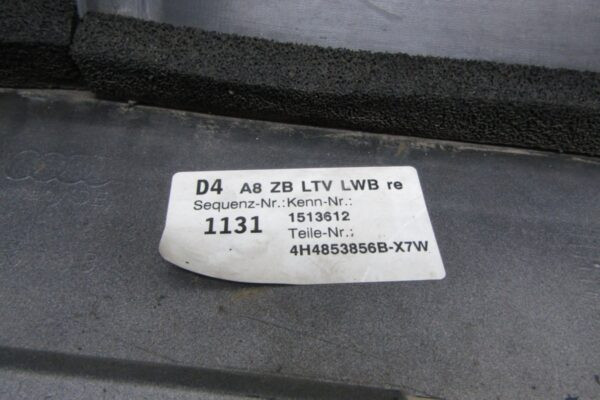 D4 A8 ZB LTV LWB re
Sequenz-Nr.: Kenn-Nr.:
1131 1513612
Teile-Nr.:
4H4853856B-X7W